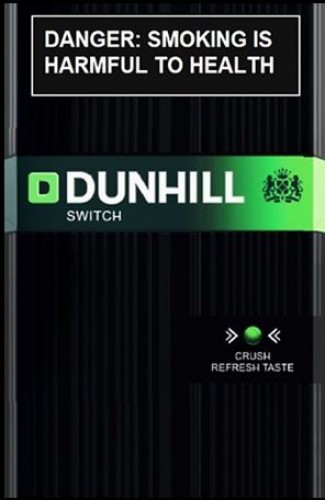 DANGER: SMOKING IS
HARMFUL TO HEALTH
D DUNHILL
SWITCH
CRUSH
REFRESH TASTE